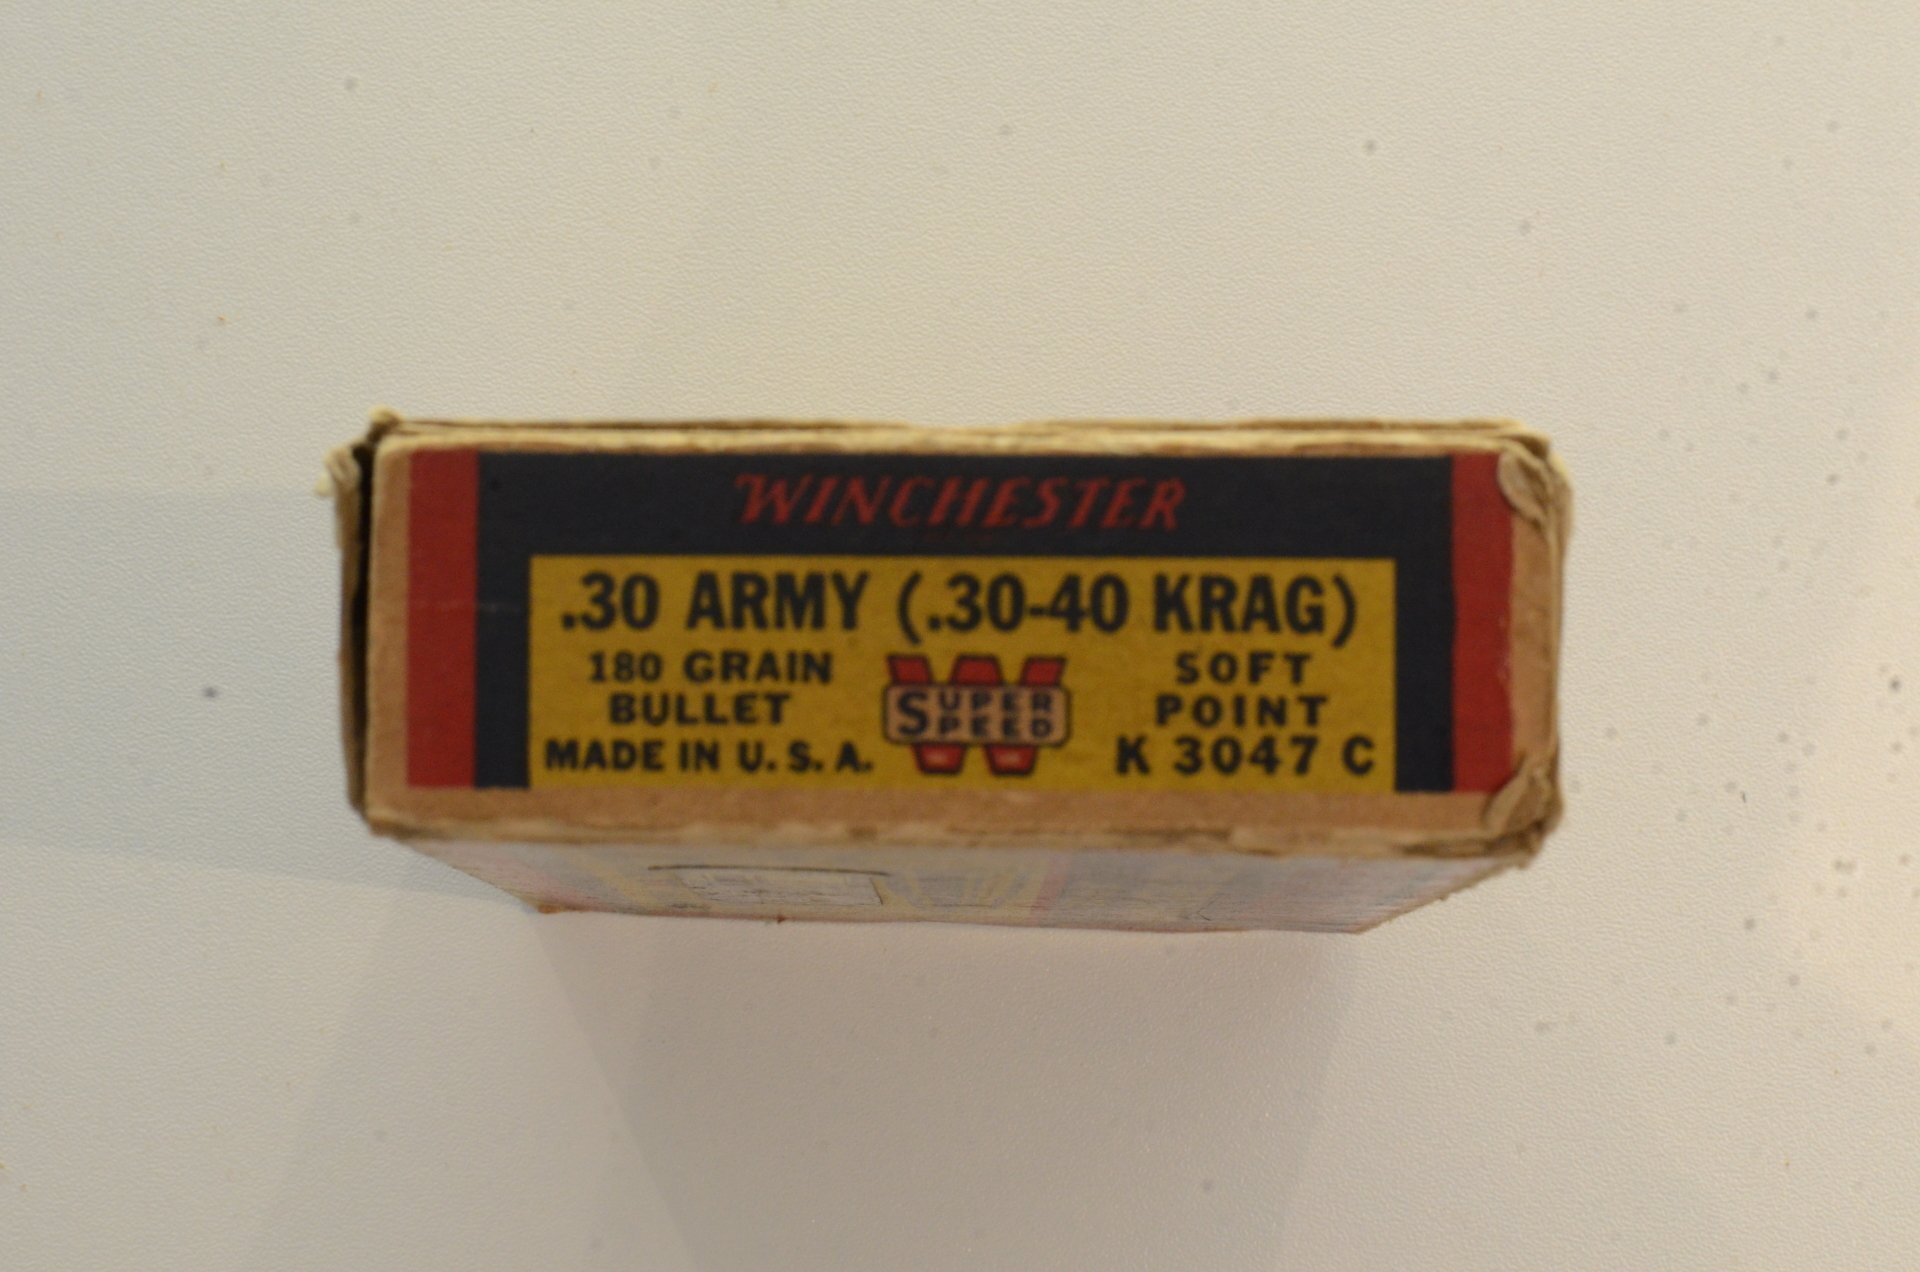 WINCHESTER
.30 ARMY (.30-40 KRAG)
180 GRAIN
BULLET
MADE IN U.S.A.
SUPER
SPEED
SOFT
POINT
K 3047 C